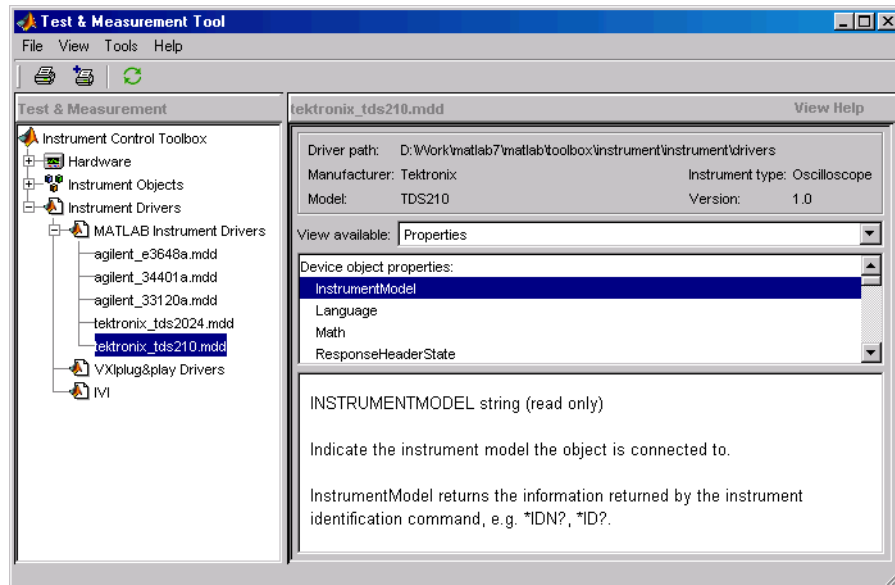 Test & Measurement Tool
File View Tools Help
Test & Measurement
Instrument Control Toolbox
Hardware
Instrument Objects
Instrument Drivers
MATLAB Instrument Drivers
agilent_e3648a.mdd
agilent_34401a.mdd
agilent_33120a.mdd
tektronix_tds2024.mdd
tektronix_tds210.mdd
VXIplug&play Drivers
IVI
tektronix_tds210.mdd View Help
Driver path: D:\Work\matlab7\matlab\toolbox\instrument\instrument\drivers
Manufacturer: Tektronix Instrument type: Oscilloscope
Model: TDS210 Version: 1.0
View available: Properties
Device object properties:
InstrumentModel
Language
Math
ResponseHeaderState
INSTRUMENTMODEL string (read only)
Indicate the instrument model the object is connected to.
InstrumentModel returns the information returned by the instrument
identification command, e.g. *IDN?, *ID?.